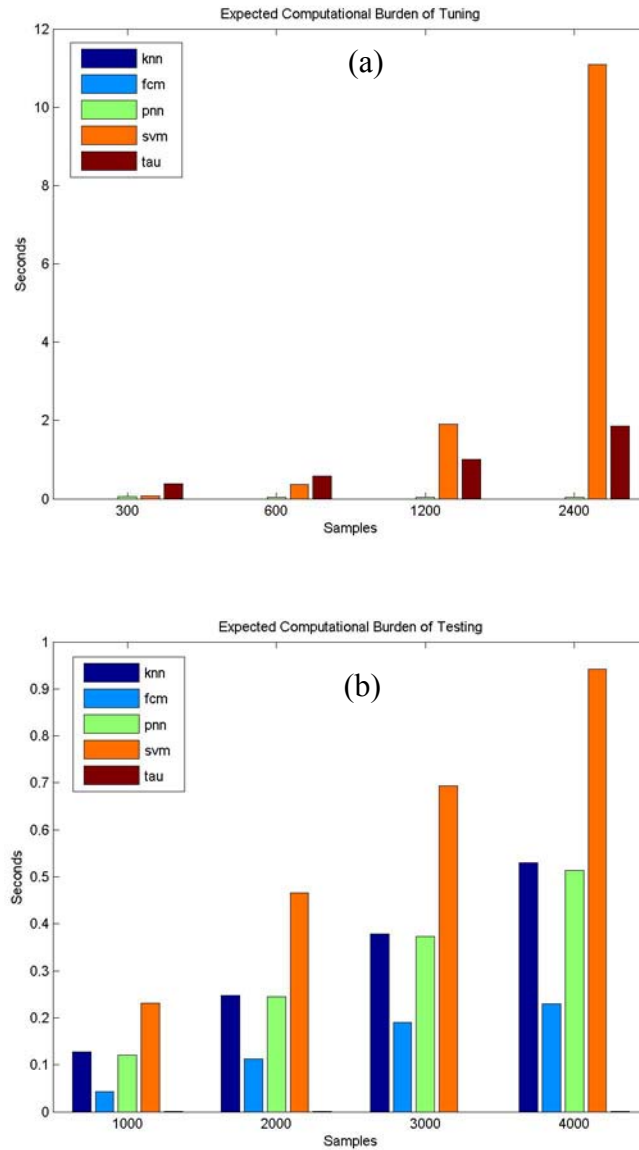 Expected Computational Burden of Tuning
(a)
12
10
8
6
4
2
0
Seconds
knn
fcm
pnn
svm
tau
300 600 1200 2400
Samples
Expected Computational Burden of Testing
(b)
1
0.9
0.8
0.7
0.6
0.5
0.4
0.3
0.2
0.1
0
Seconds
knn
fcm
pnn
svm
tau
1000 2000 3000 4000
Samples